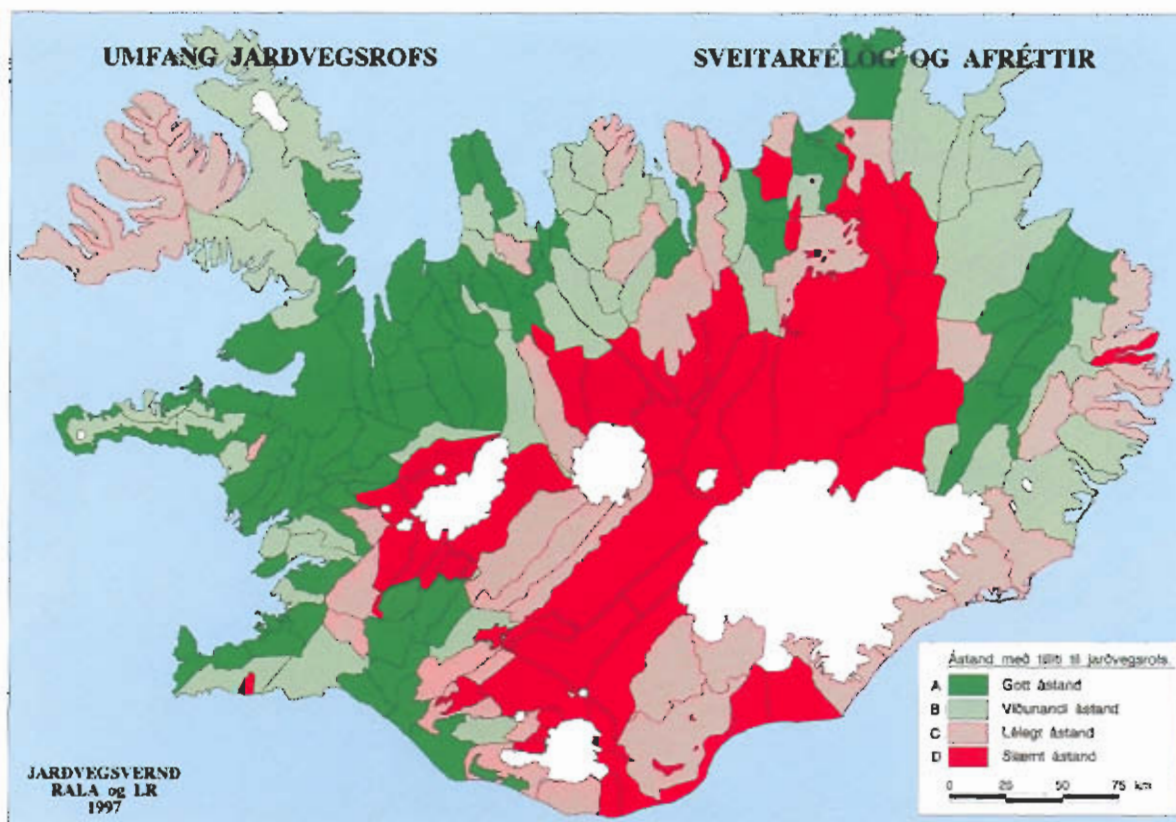 UMFANG JARÐVEGSROFS
SVEITARFÉLÖG OG AFRÉTTIR
Ástand með tilliti til jarðvegsrofs
A Gott ástand
B Viðunandi ástand
C Lélegt ástand
D Slæmt ástand
0 25 50 75 km
JARÐVEGSVERND
RALA og LR
1997